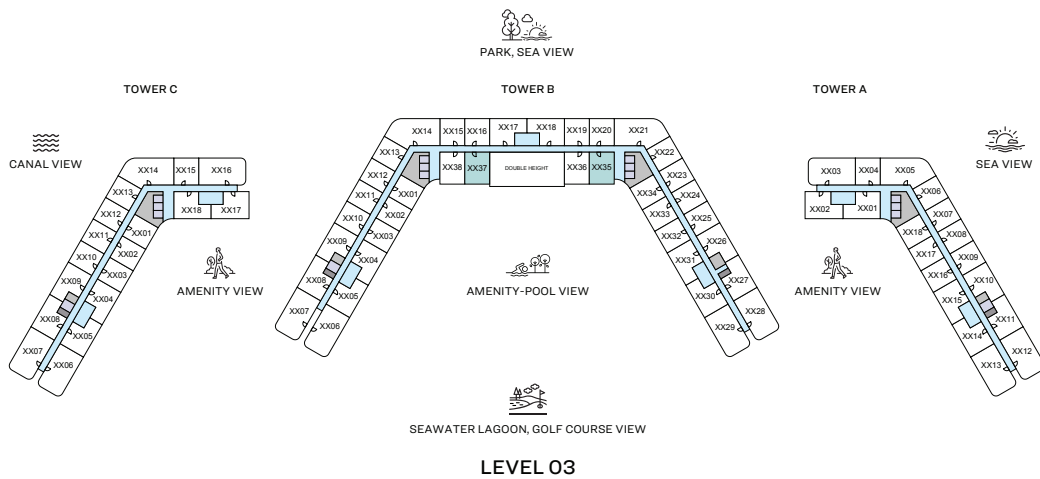 PARK, SEA VIEW
TOWER C
TOWER B
TOWER A
CANAL VIEW
SEA VIEW
XX14
XX15
XX16
XX13
XX12
XX11
XX10
XX09
XX08
XX07
XX18
XX17
XX01
XX02
XX03
XX04
XX05
XX06
AMENITY VIEW
XX14
XX15
XX16
XX17
XX18
XX19
XX20
XX21
XX13
XX12
XX11
XX10
XX09
XX08
XX07
XX38
XX37
DOUBLE HEIGHT
XX36
XX35
XX01
XX02
XX03
XX04
XX05
XX06
XX22
XX23
XX24
XX25
XX26
XX27
XX28
XX34
XX33
XX32
XX31
XX30
XX29
AMENITY-POOL VIEW
XX03
XX04
XX05
XX02
XX01
XX06
XX07
XX08
XX09
XX10
XX11
XX12
XX18
XX17
XX16
XX15
XX14
XX13
AMENITY VIEW
SEAWATER LAGOON, GOLF COURSE VIEW
LEVEL 03